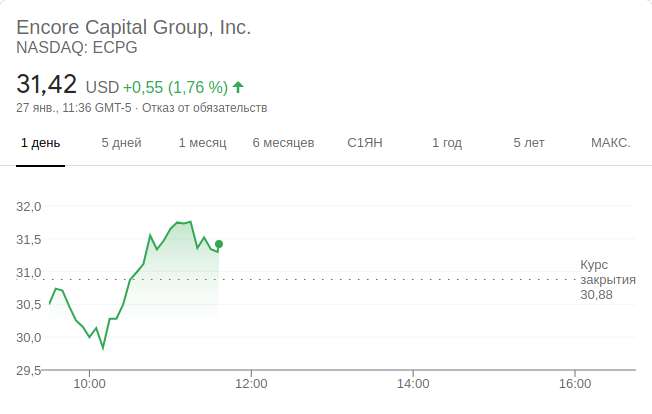 Encore Capital Group, Inc.
NASDAQ: ECPG
31,42 USD +0,55 (1,76 %)
27 янв., 11:36 GMT-5 · Отказ от обязательств
1 день 5 дней 1 месяц 6 месяцев С1ЯН 1 год 5 лет МАКС.
32,0
31,5
31,0
30,5
30,0
29,5
Курс
закрытия
30,88
10:00 12:00 14:00 16:00